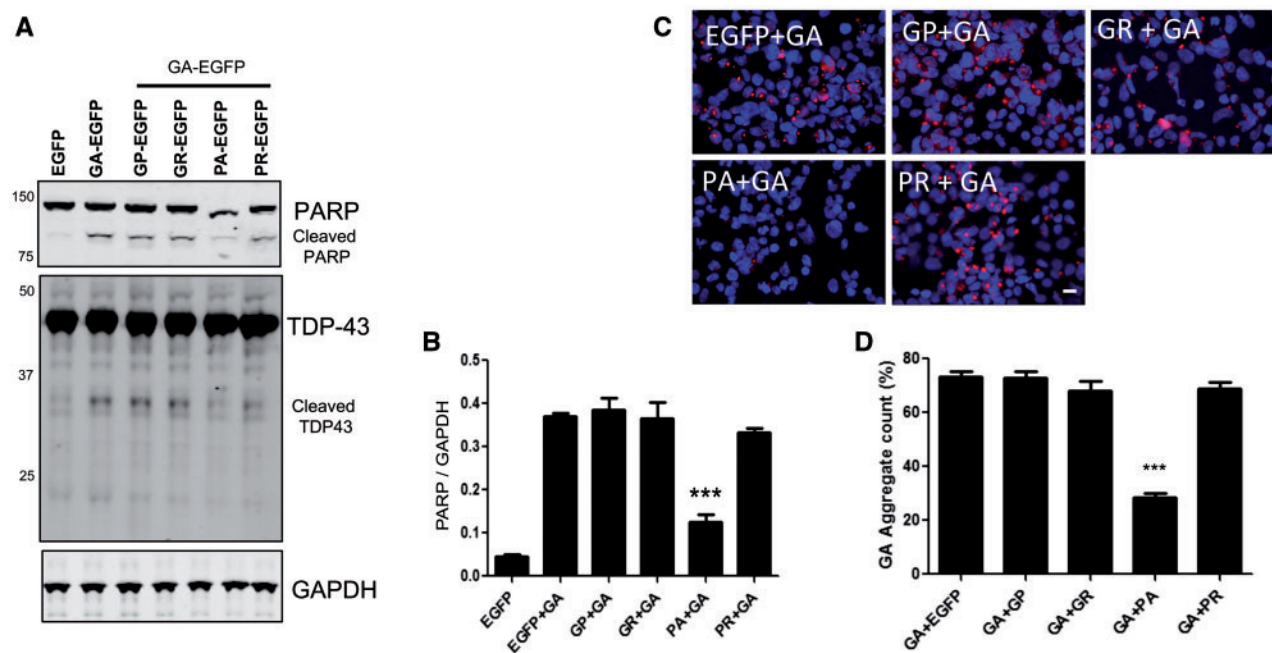 A
GA-EGFP
EGFP
GA-EGFP
GP-EGFP
GR-EGFP
PA-EGFP
PR-EGFP
150
PARP
Cleaved
PARP
75
50
TDP-43
37
Cleaved
TDP43
25
GAPDH
B
PARP / GAPDH
0.5
0.4
0.3
0.2
0.1
0.0
***
EGFP
EGFP+GA
GP+GA
GR+GA
PA+GA
PR+GA
C
EGFP+GA
GP+GA
GR + GA
PA+GA
PR + GA
D
GA Aggregate count (%)
80
60
40
20
0
***
GA+EGFP
GA+GP
GA+GR
GA+PA
GA+PR